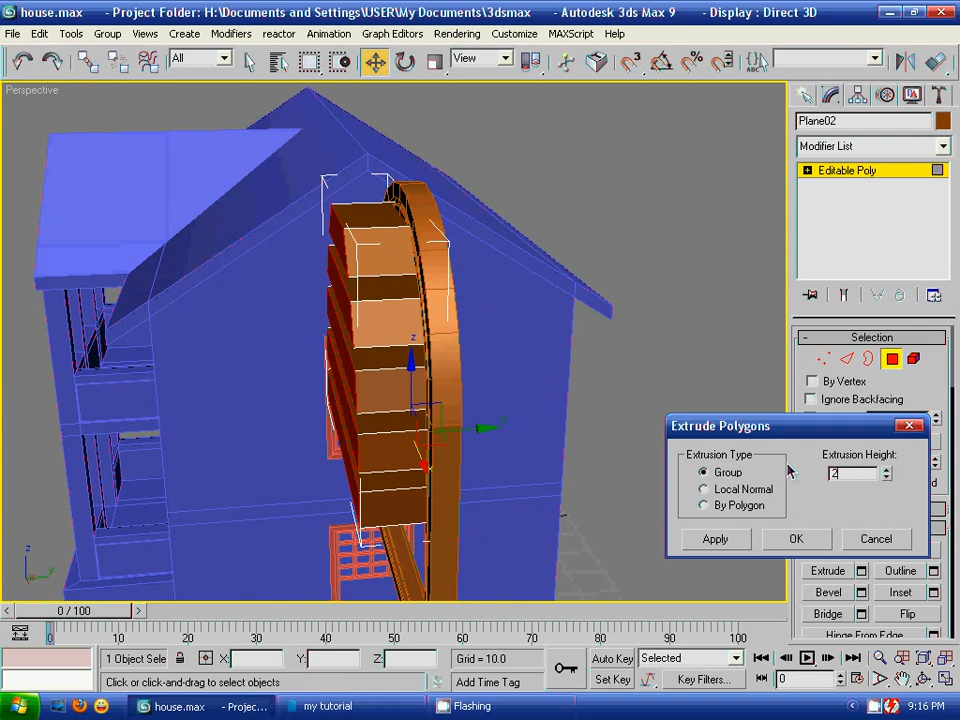 house.max - Project Folder: H:\Documents and Settings\USER\My Documents\3dsmax - Autodesk 3ds Max 9 - Display : Direct 3D
File Edit Tools Group Views Create Modifiers reactor Animation Graph Editors Rendering Customize MAXScript Help
All View
Perspective
Plane02
Modifier List
Editable Poly
Selection
By Vertex
Ignore Backfacing
Extrude Polygons
Extrusion Type
Extrusion Height:
Group
2
Local Normal
By Polygon
Apply OK Cancel
Extrude Outline
Bevel Inset
Bridge Flip
Hinge From Edge
z
z
y
0 / 100
0 10 20 30 40 50 60 70 80 90 100
1 Object Sele X: Y: Z: Grid = 10.0 Auto Key Selected
Click or click-and-drag to select objects Add Time Tag Set Key Key Filters... 0
start house.max - Projec... my tutorial Flashing 9:16 PM